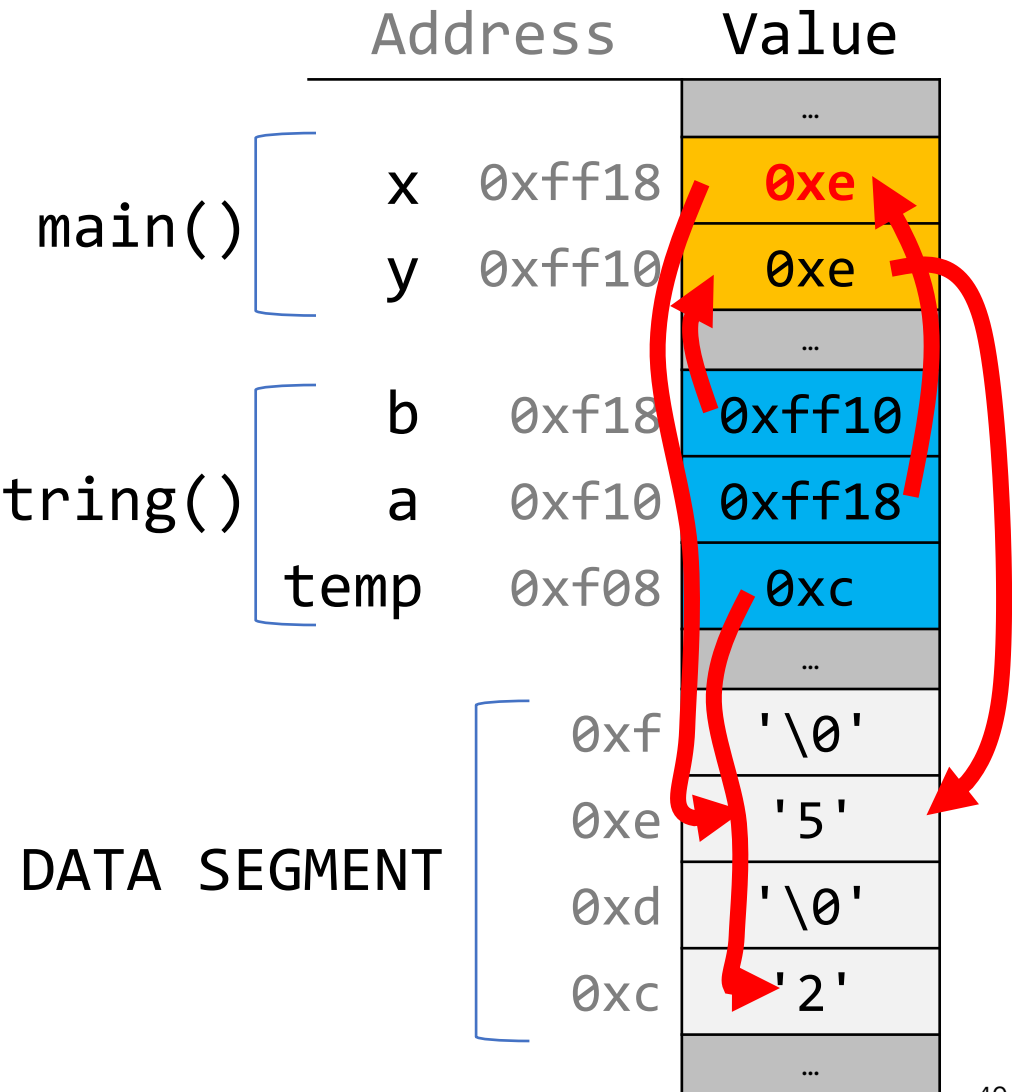 Address Value
…
x 0xff18 0xe
main()
y 0xff10 0xe
…
b 0xf18 0xff10
tring() a 0xf10 0xff18
temp 0xf08 0xc
…
0xf '\0'
0xe '5'
DATA SEGMENT
0xd '\0'
0xc '2'
…